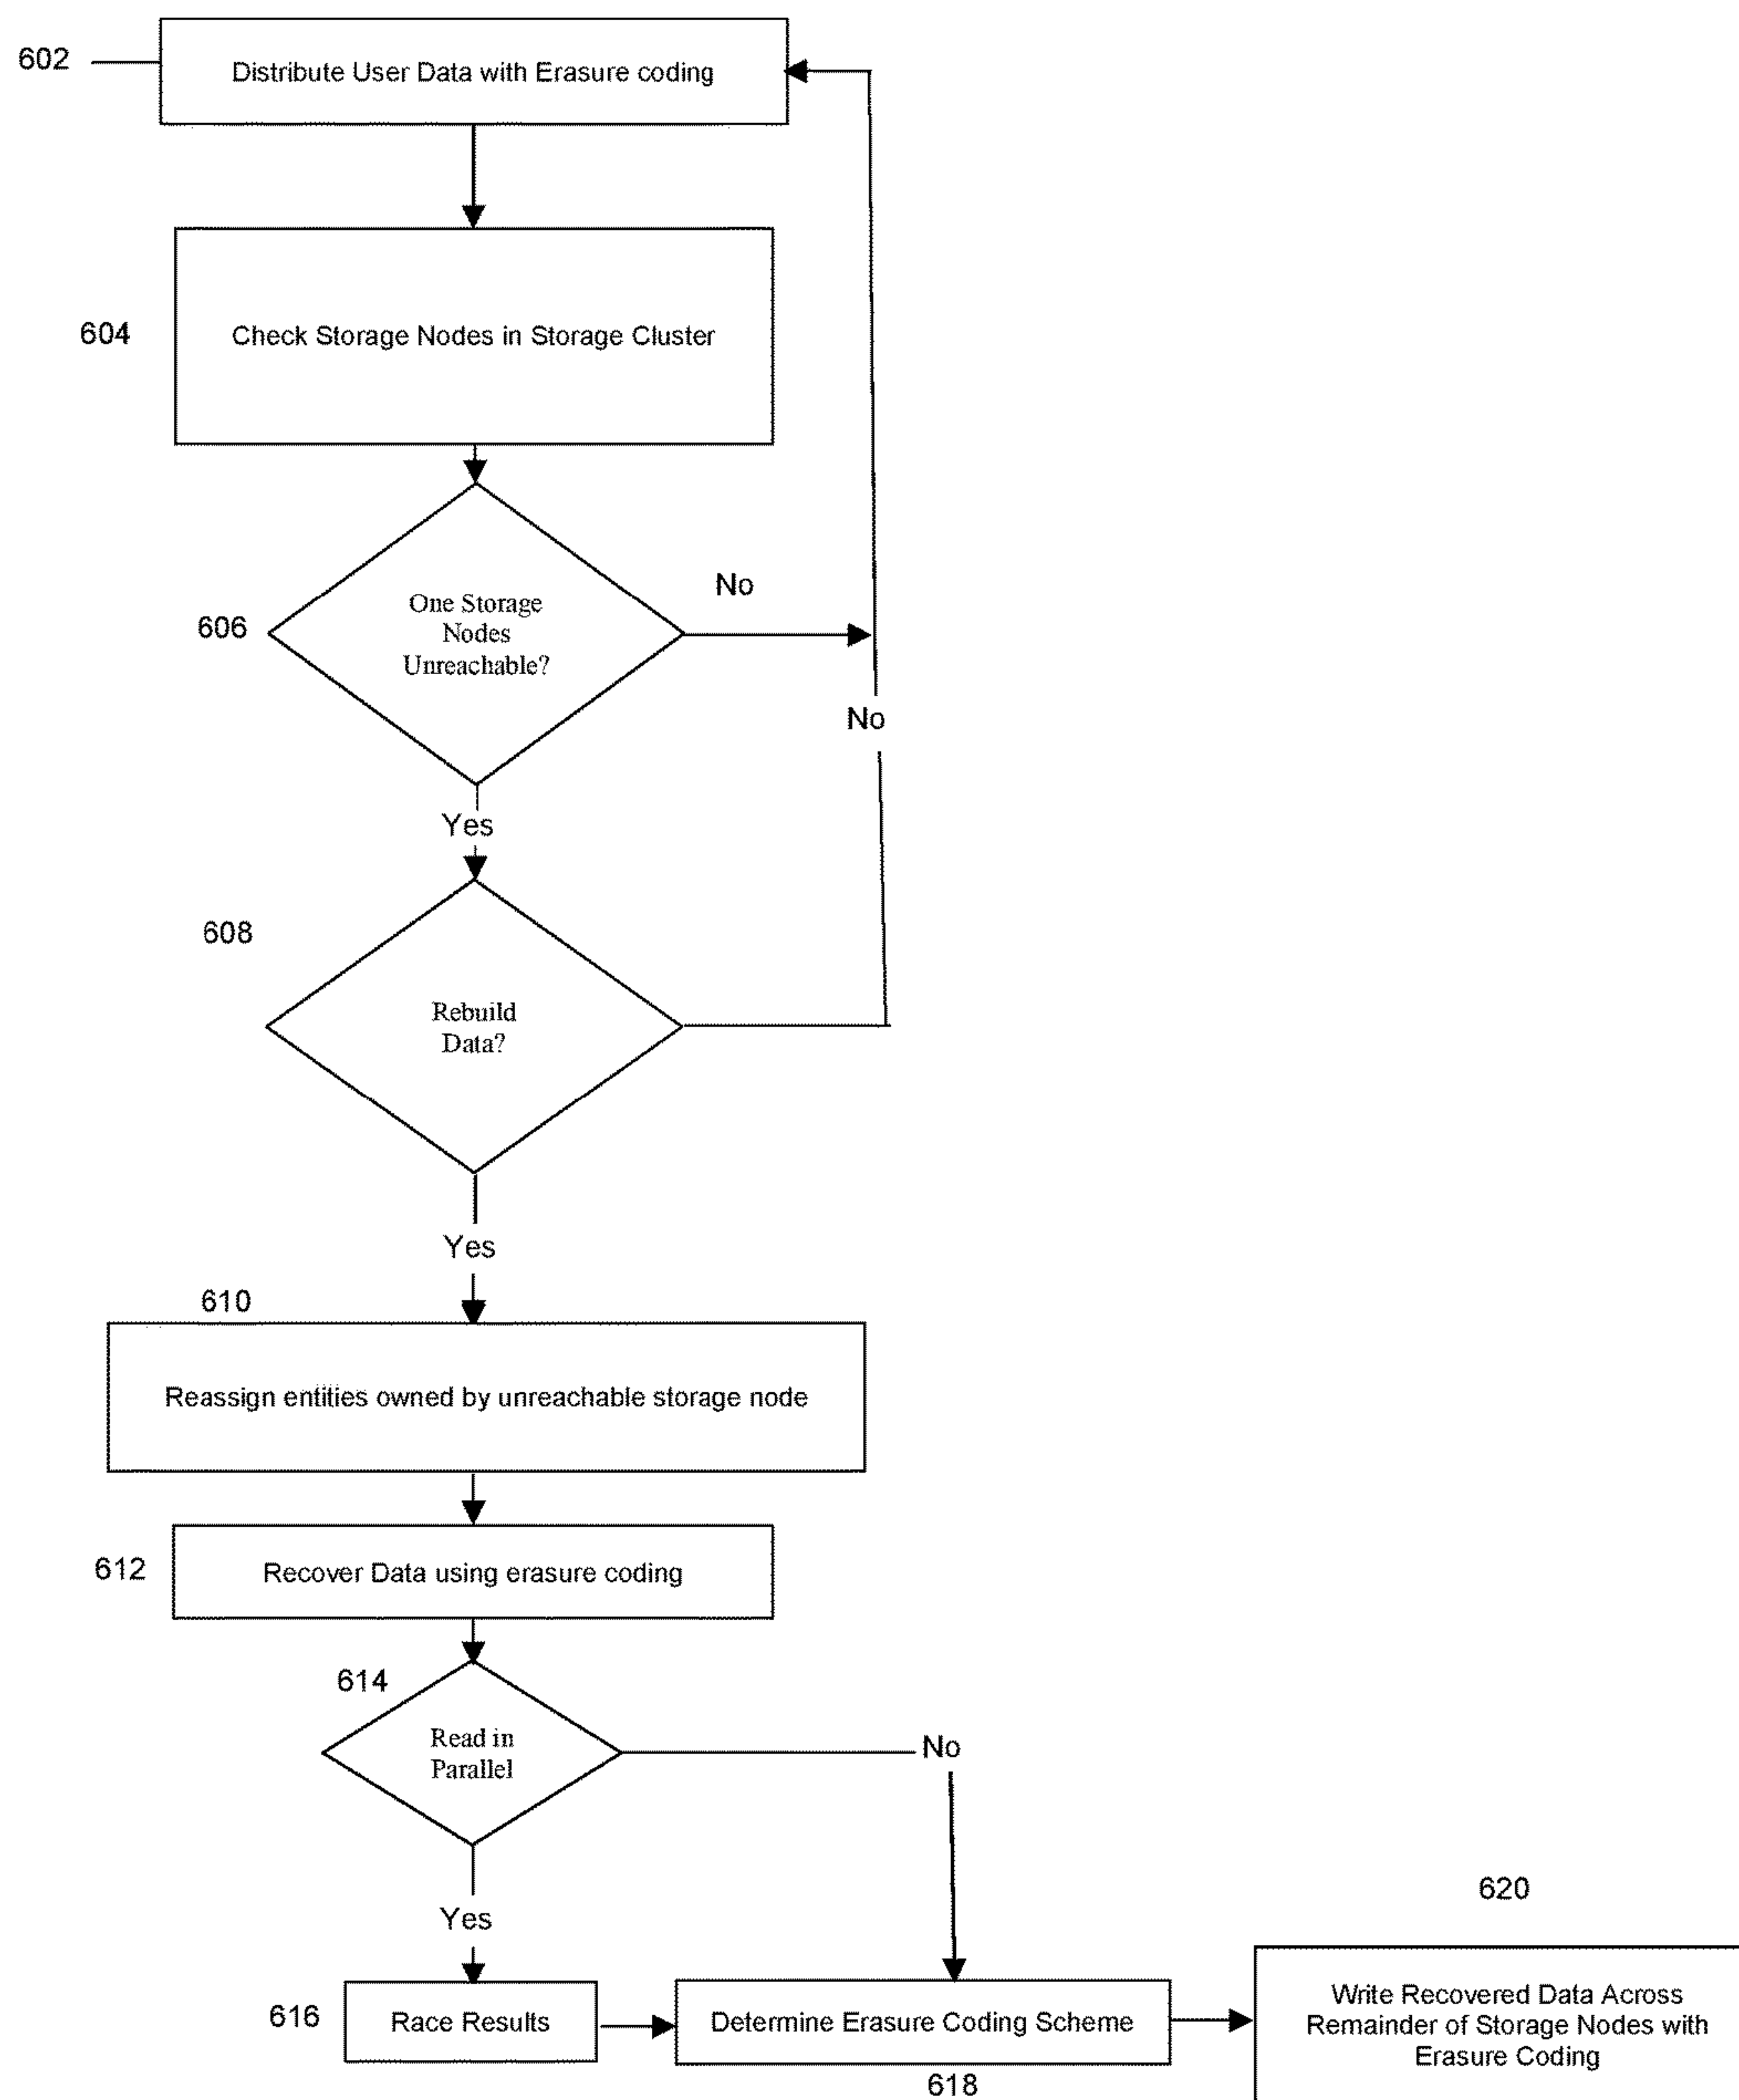 602
Distribute User Data with Erasure coding
604
Check Storage Nodes in Storage Cluster
606
One Storage
Nodes
Unreachable?
No
No
Yes
608
Rebuild
Data?
Yes
610
Reassign entities owned by unreachable storage node
612
Recover Data using erasure coding
614
Read in
Parallel
No
Yes
616
Race Results
Determine Erasure Coding Scheme
618
620
Write Recovered Data Across
Remainder of Storage Nodes with
Erasure Coding